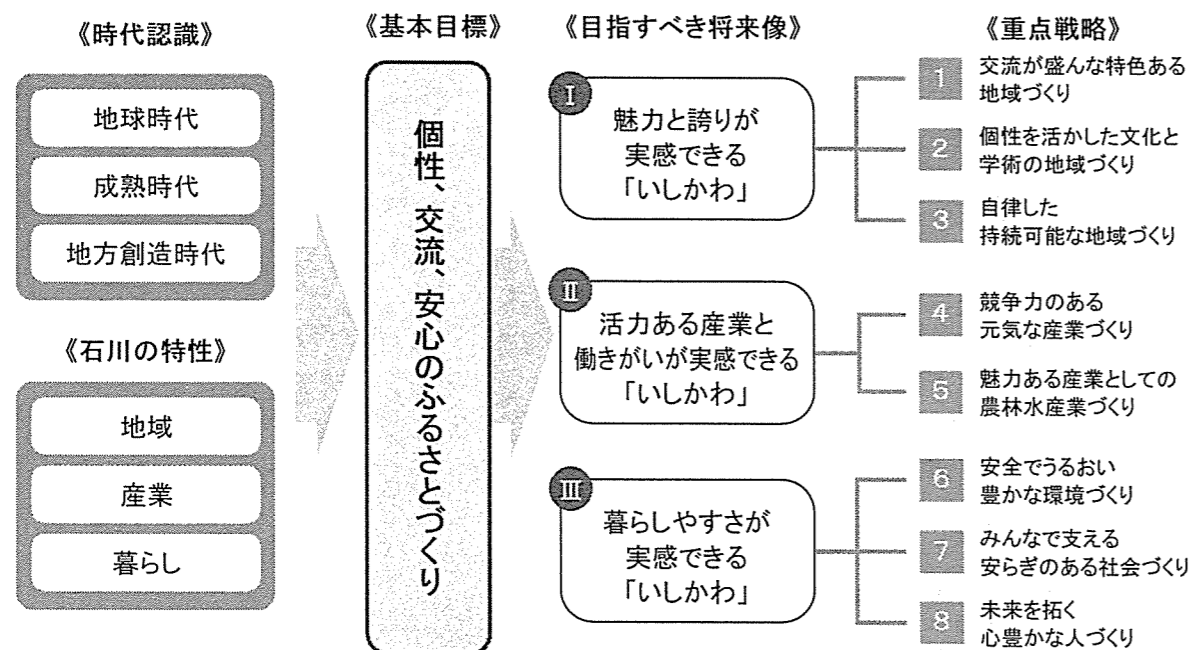 《時代認識》
地球時代
成熟時代
地方創造時代
《石川の特性》
地域
産業
暮らし
《基本目標》
個性、交流、安心のふるさとづくり
《目指すべき将来像》
Ⅰ
魅力と誇りが
実感できる
「いしかわ」
Ⅱ
活力ある産業と
働きがいが実感できる
「いしかわ」
Ⅲ
暮らしやすさが
実感できる
「いしかわ」
《重点戦略》
1
交流が盛んな特色ある
地域づくり
2
個性を活かした文化と
学術の地域づくり
3
自律した
持続可能な地域づくり
4
競争力のある
元気な産業づくり
5
魅力ある産業としての
農林水産業づくり
6
安全でうるおい
豊かな環境づくり
7
みんなで支える
安らぎのある社会づくり
8
未来を拓く
心豊かな人づくり